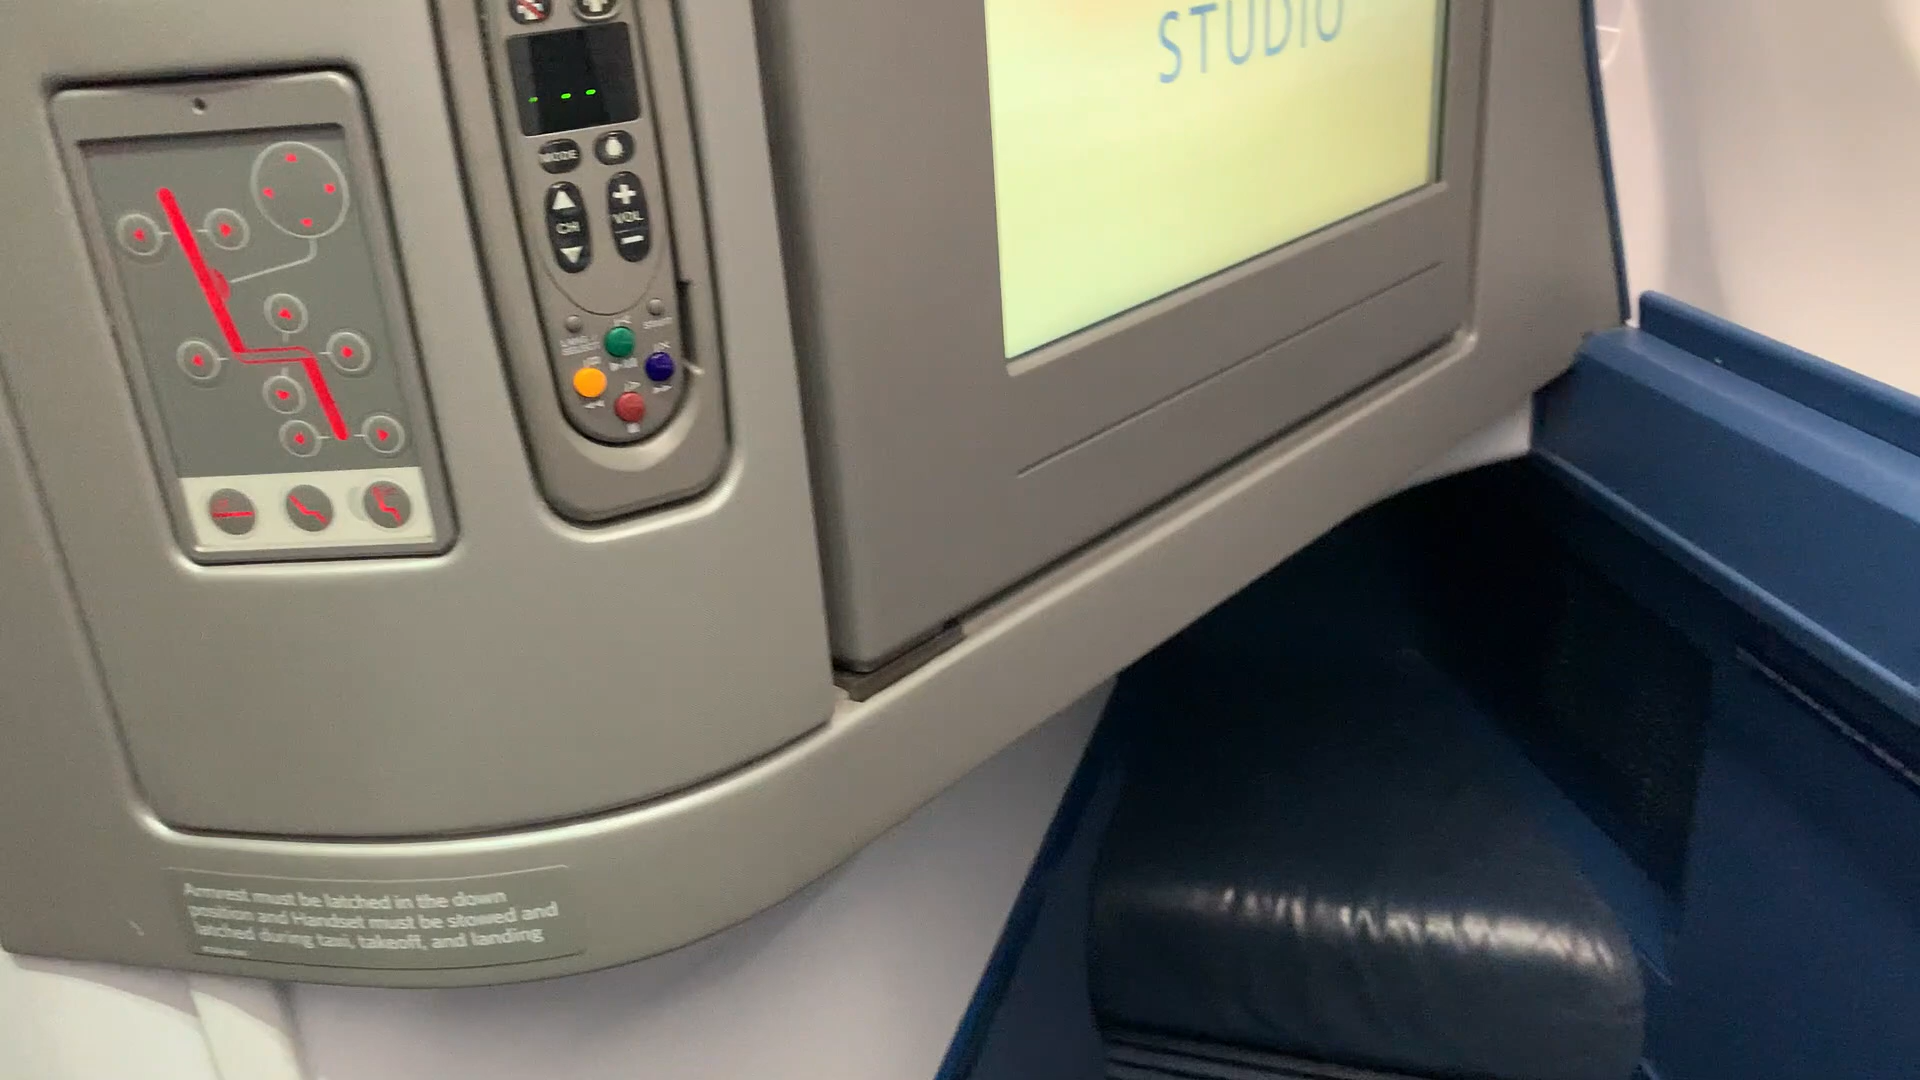 STUDIO
MODE
CH
VOL
Armrest must be latched in the down
position and Handset must be stowed and
latched during taxi, takeoff, and landing